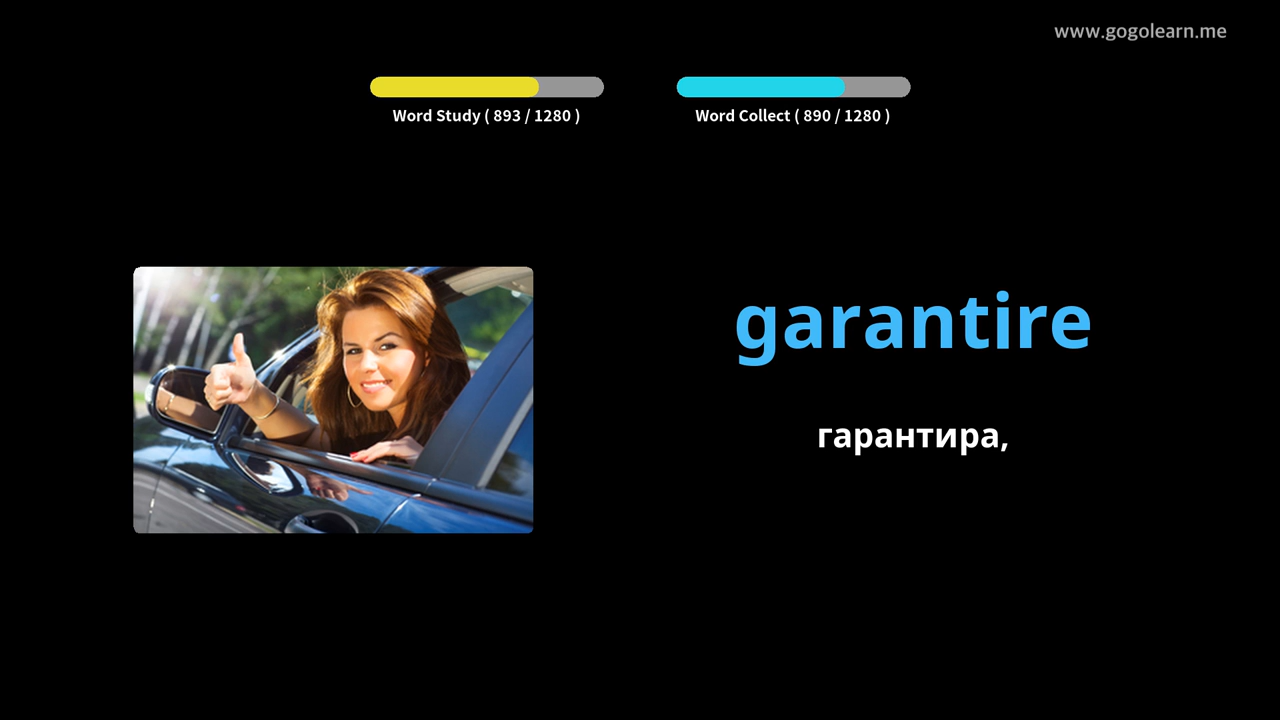 www.gogolearn.me
Word Study ( 893 / 1280 )
Word Collect ( 890 / 1280 )
garantire
гарантира,